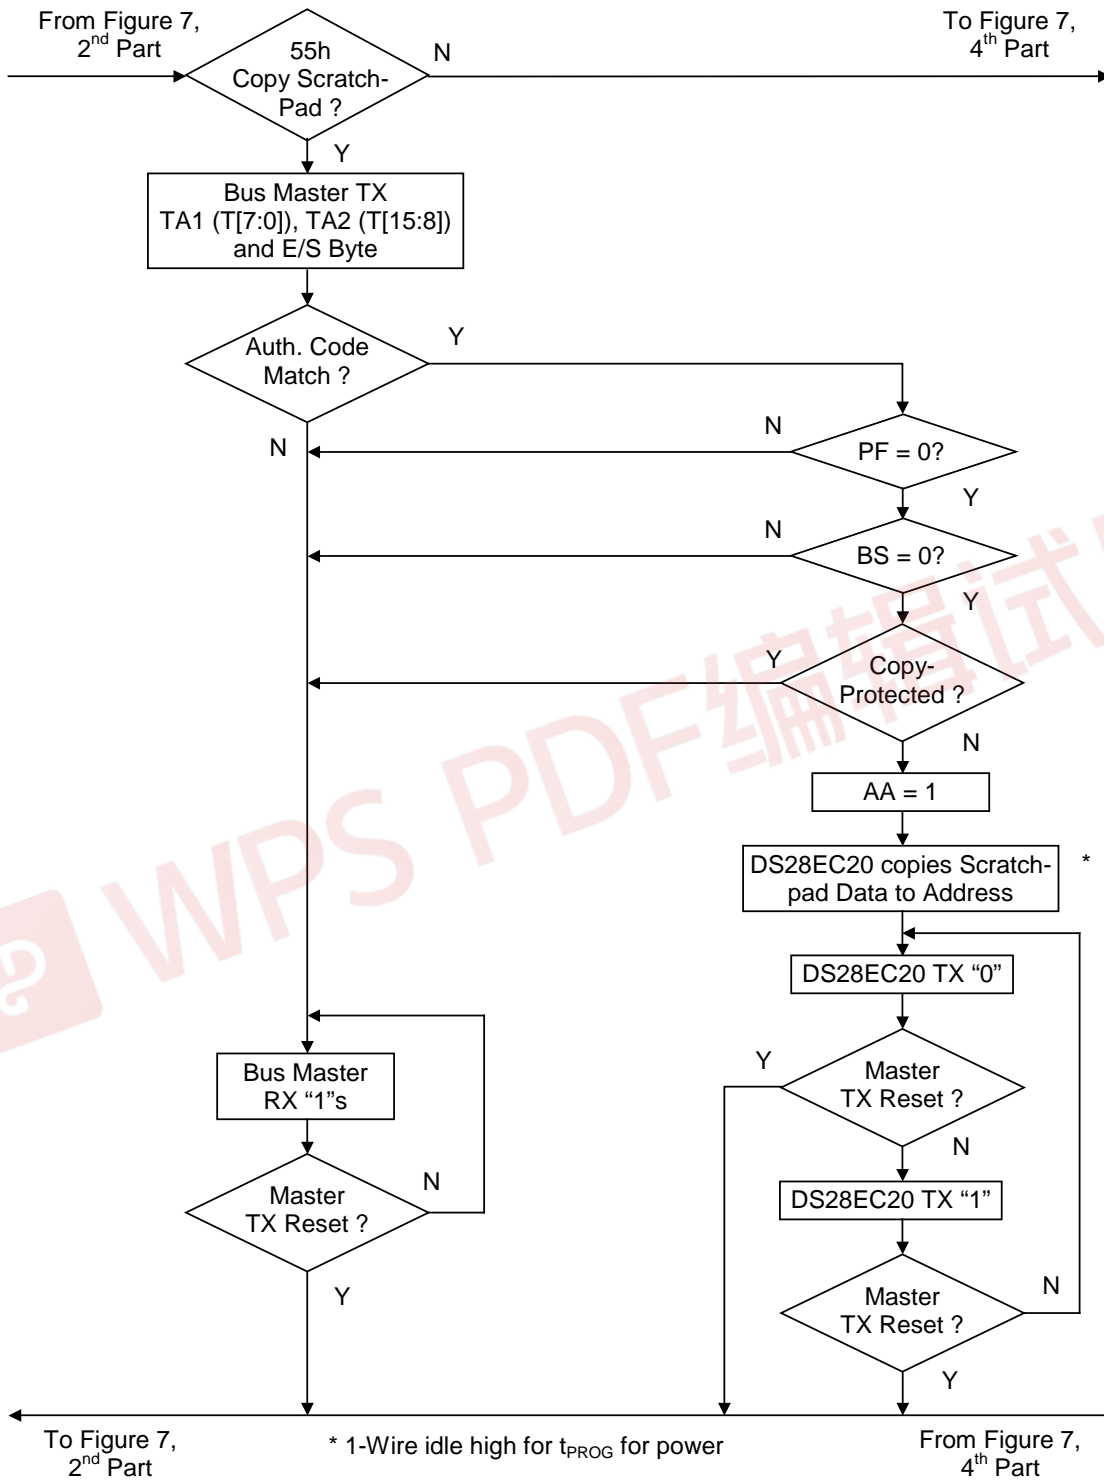 From Figure 7,
2nd Part
55h
Copy Scratch-
Pad ?
N
To Figure 7,
4th Part
Y
Bus Master TX
TA1 (T[7:0]), TA2 (T[15:8])
and E/S Byte
Auth. Code
Match ?
Y
N
N
PF = 0?
Y
N
BS = 0?
Y
Y
Copy-
Protected ?
N
AA = 1
DS28EC20 copies Scratch-
pad Data to Address
*
DS28EC20 TX “0”
Y
Master
TX Reset ?
N
Bus Master
RX “1”s
Master
TX Reset ?
N
Y
DS28EC20 TX “1”
Master
TX Reset ?
N
Y
To Figure 7,
2nd Part
* 1-Wire idle high for tPROG for power
From Figure 7,
4th Part
WPS PDF编辑试